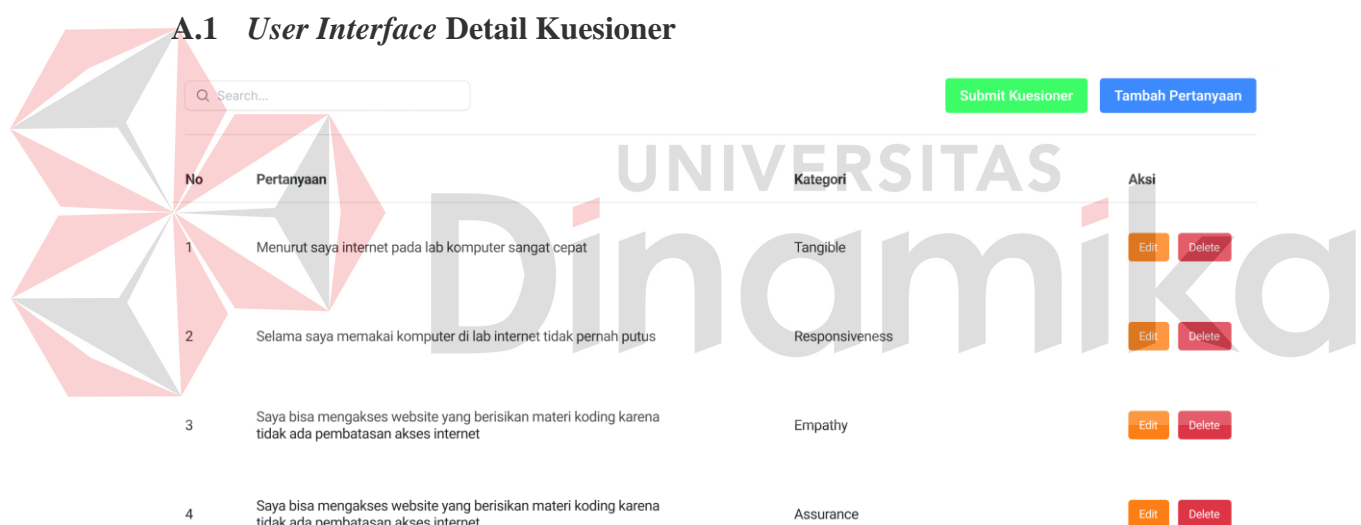 A.1 User Interface Detail Kuesioner
Search...
Submit Kuesioner
Tambah Pertanyaan
UNIVERSITAS
Dinamika
No Pertanyaan Kategori Aksi
1 Menurut saya internet pada lab komputer sangat cepat Tangible Edit Delete
2 Selama saya memakai komputer di lab internet tidak pernah putus Responsiveness Edit Delete
3 Saya bisa mengakses website yang berisikan materi koding karena
tidak ada pembatasan akses internet Empathy Edit Delete
4 Saya bisa mengakses website yang berisikan materi koding karena
tidak ada pembatasan akses internet Assurance Edit Delete